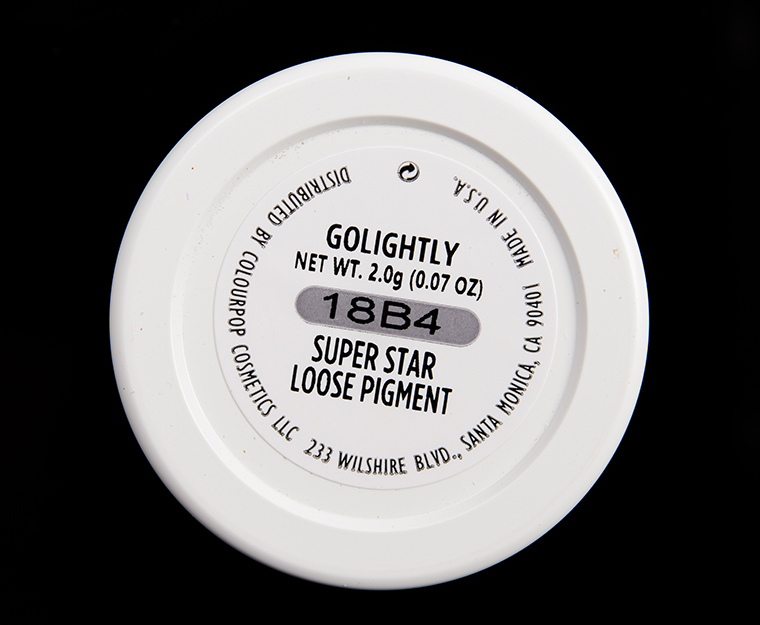 GOLIGHTLY
NET WT. 2.0g (0.07 OZ)
18B4
SUPER STAR
LOOSE PIGMENT
DISTRIBUTED BY COLOURPOP COSMETICS LLC 233 WILSHIRE BLVD., SANTA MONICA, CA 90401 MADE IN U.S.A.